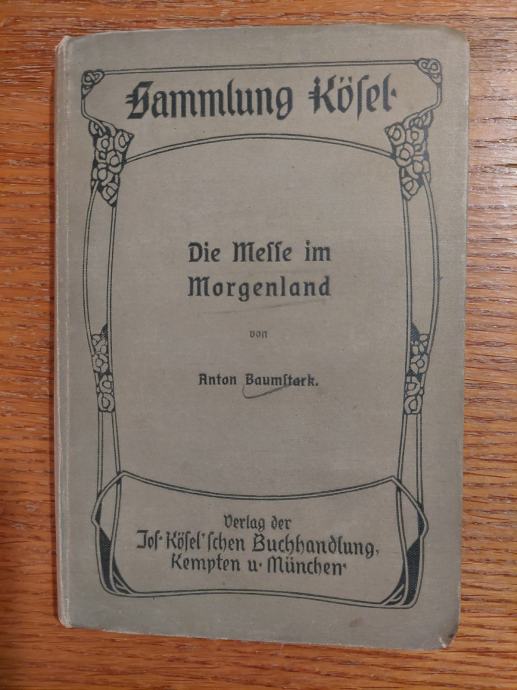 Sammlung Köſel
Die Meſſe im
Morgenland
von
Anton Baumſtark.
Verlag der
Joſ. Köſel'ſchen Buchhandlung,
Kempten u. München.